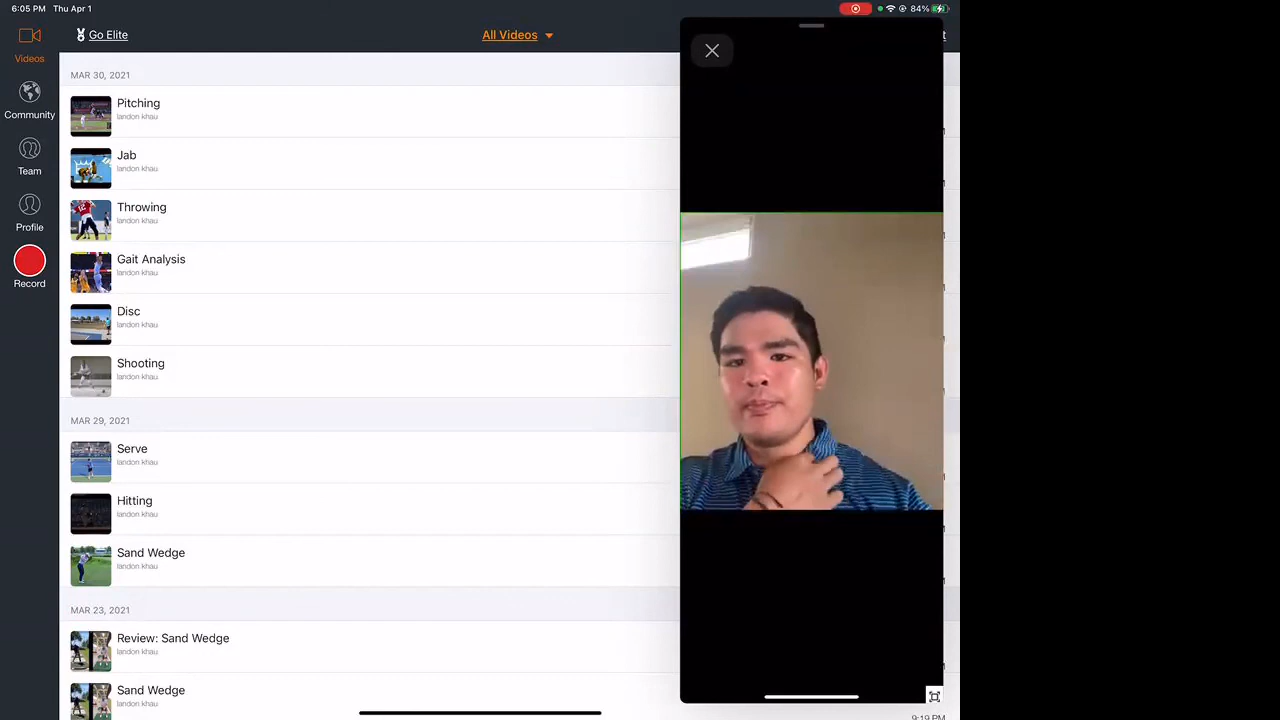 6:05 PM Thu Apr 1
84%
Go Elite
All Videos
Videos
Community
Team
Profile
Record
MAR 30, 2021
Pitching
landon khau
Jab
landon khau
Throwing
landon khau
Gait Analysis
landon khau
Disc
landon khau
Shooting
landon khau
MAR 29, 2021
Serve
landon khau
Hitting
landon khau
Sand Wedge
landon khau
MAR 23, 2021
Review: Sand Wedge
landon khau
Sand Wedge
landon khau
9:19 PM